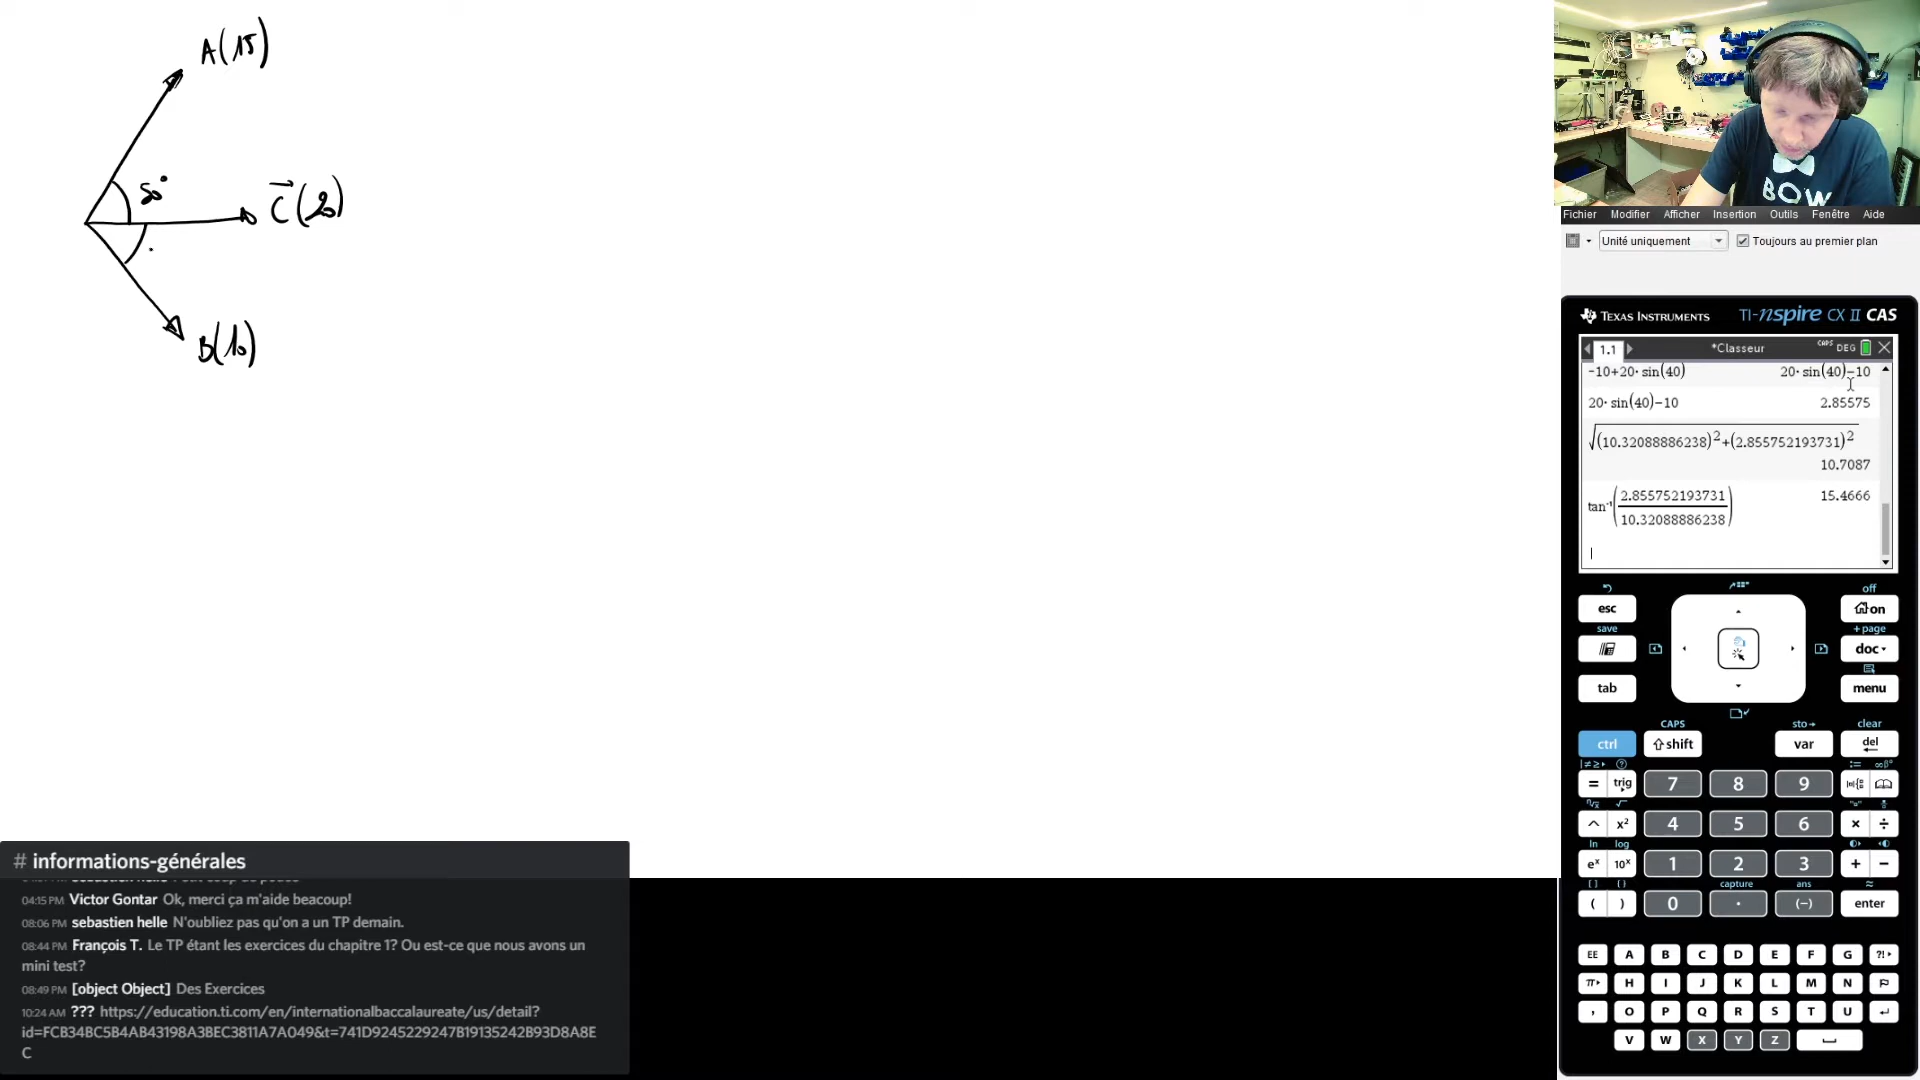 A(15)
50°
C(20)
B(10)
BOW
Fichier Modifier Afficher Insertion Outils Fenêtre Aide
Unité uniquement Toujours au premier plan
TEXAS INSTRUMENTS TI-nspire CX II CAS
1.1 *Classeur CAPS DEG
-10+20·sin(40) 20·sin(40)-10
20·sin(40)-10 2.85575
√(10.32088886238)²+(2.855752193731)²
10.7087
tan⁻¹(2.855752193731/10.32088886238) 15.4666
off
esc on
save +page
doc
tab menu
CAPS sto→ clear
ctrl shift var del
= trig 7 8 9
^ x² 4 5 6 × ÷
ln log
eˣ 10ˣ 1 2 3 + −
capture ans ≈
( ) 0 . (−) enter
EE A B C D E F G ?!
π H I J K L M N
, O P Q R S T U
V W X Y Z
# informations-générales
04:15 PM Victor Gontar Ok, merci ça m'aide beacoup!
08:06 PM sebastien helle N'oubliez pas qu'on a un TP demain.
08:44 PM François T. Le TP étant les exercices du chapitre 1? Ou est-ce que nous avons un
mini test?
08:49 PM [object Object] Des Exercices
10:24 AM ??? https://education.ti.com/en/internationalbaccalaureate/us/detail?
id=FCB34BC5B4AB43198A3BEC3811A7A049&t=741D9245229247B19135242B93D8A8E
C